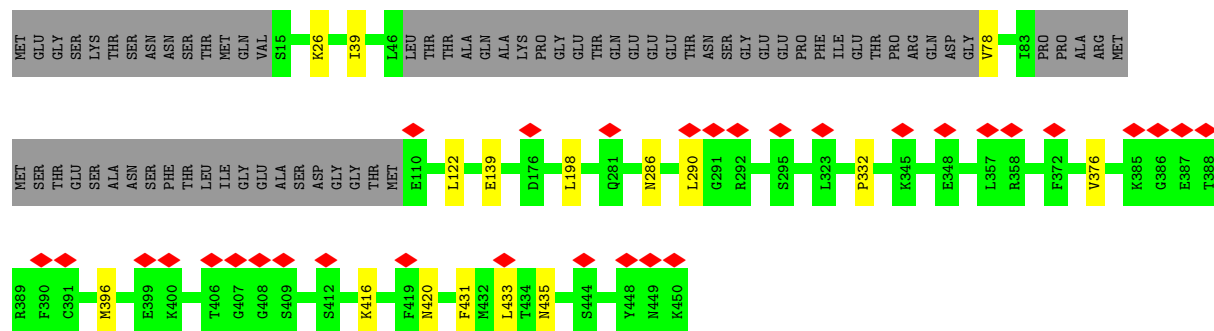 MET GLU GLY SER LYS THR SER ASN ASN SER THR MET GLN VAL S15 K26 I39 L46 LEU THR THR ALA GLN ALA LYS PRO GLY GLU THR GLN GLU GLU GLU THR ASN SER GLY GLU GLU PRO PHE ILE GLU THR PRO ARG GLN ASP GLY V78 I83 PRO PRO ALA ARG MET
MET SER THR GLU SER ALA ASN SER PHE THR LEU ILE GLY GLU ALA SER ASP GLY GLY THR MET E110 L122 E139 D176 L198 Q281 N286 L290 G291 R292 S295 L323 P332 K345 E348 L357 R358 F372 V376 K385 G386 E387 T388
R389 F390 C391 M396 E399 K400 T406 G407 G408 S409 S412 K416 F419 N420 F431 M432 L433 T434 N435 S444 Y448 N449 K450